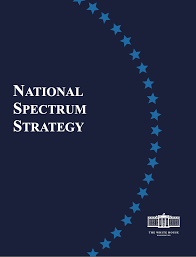 NATIONAL
SPECTRUM
STRATEGY
THE WHITE HOUSE